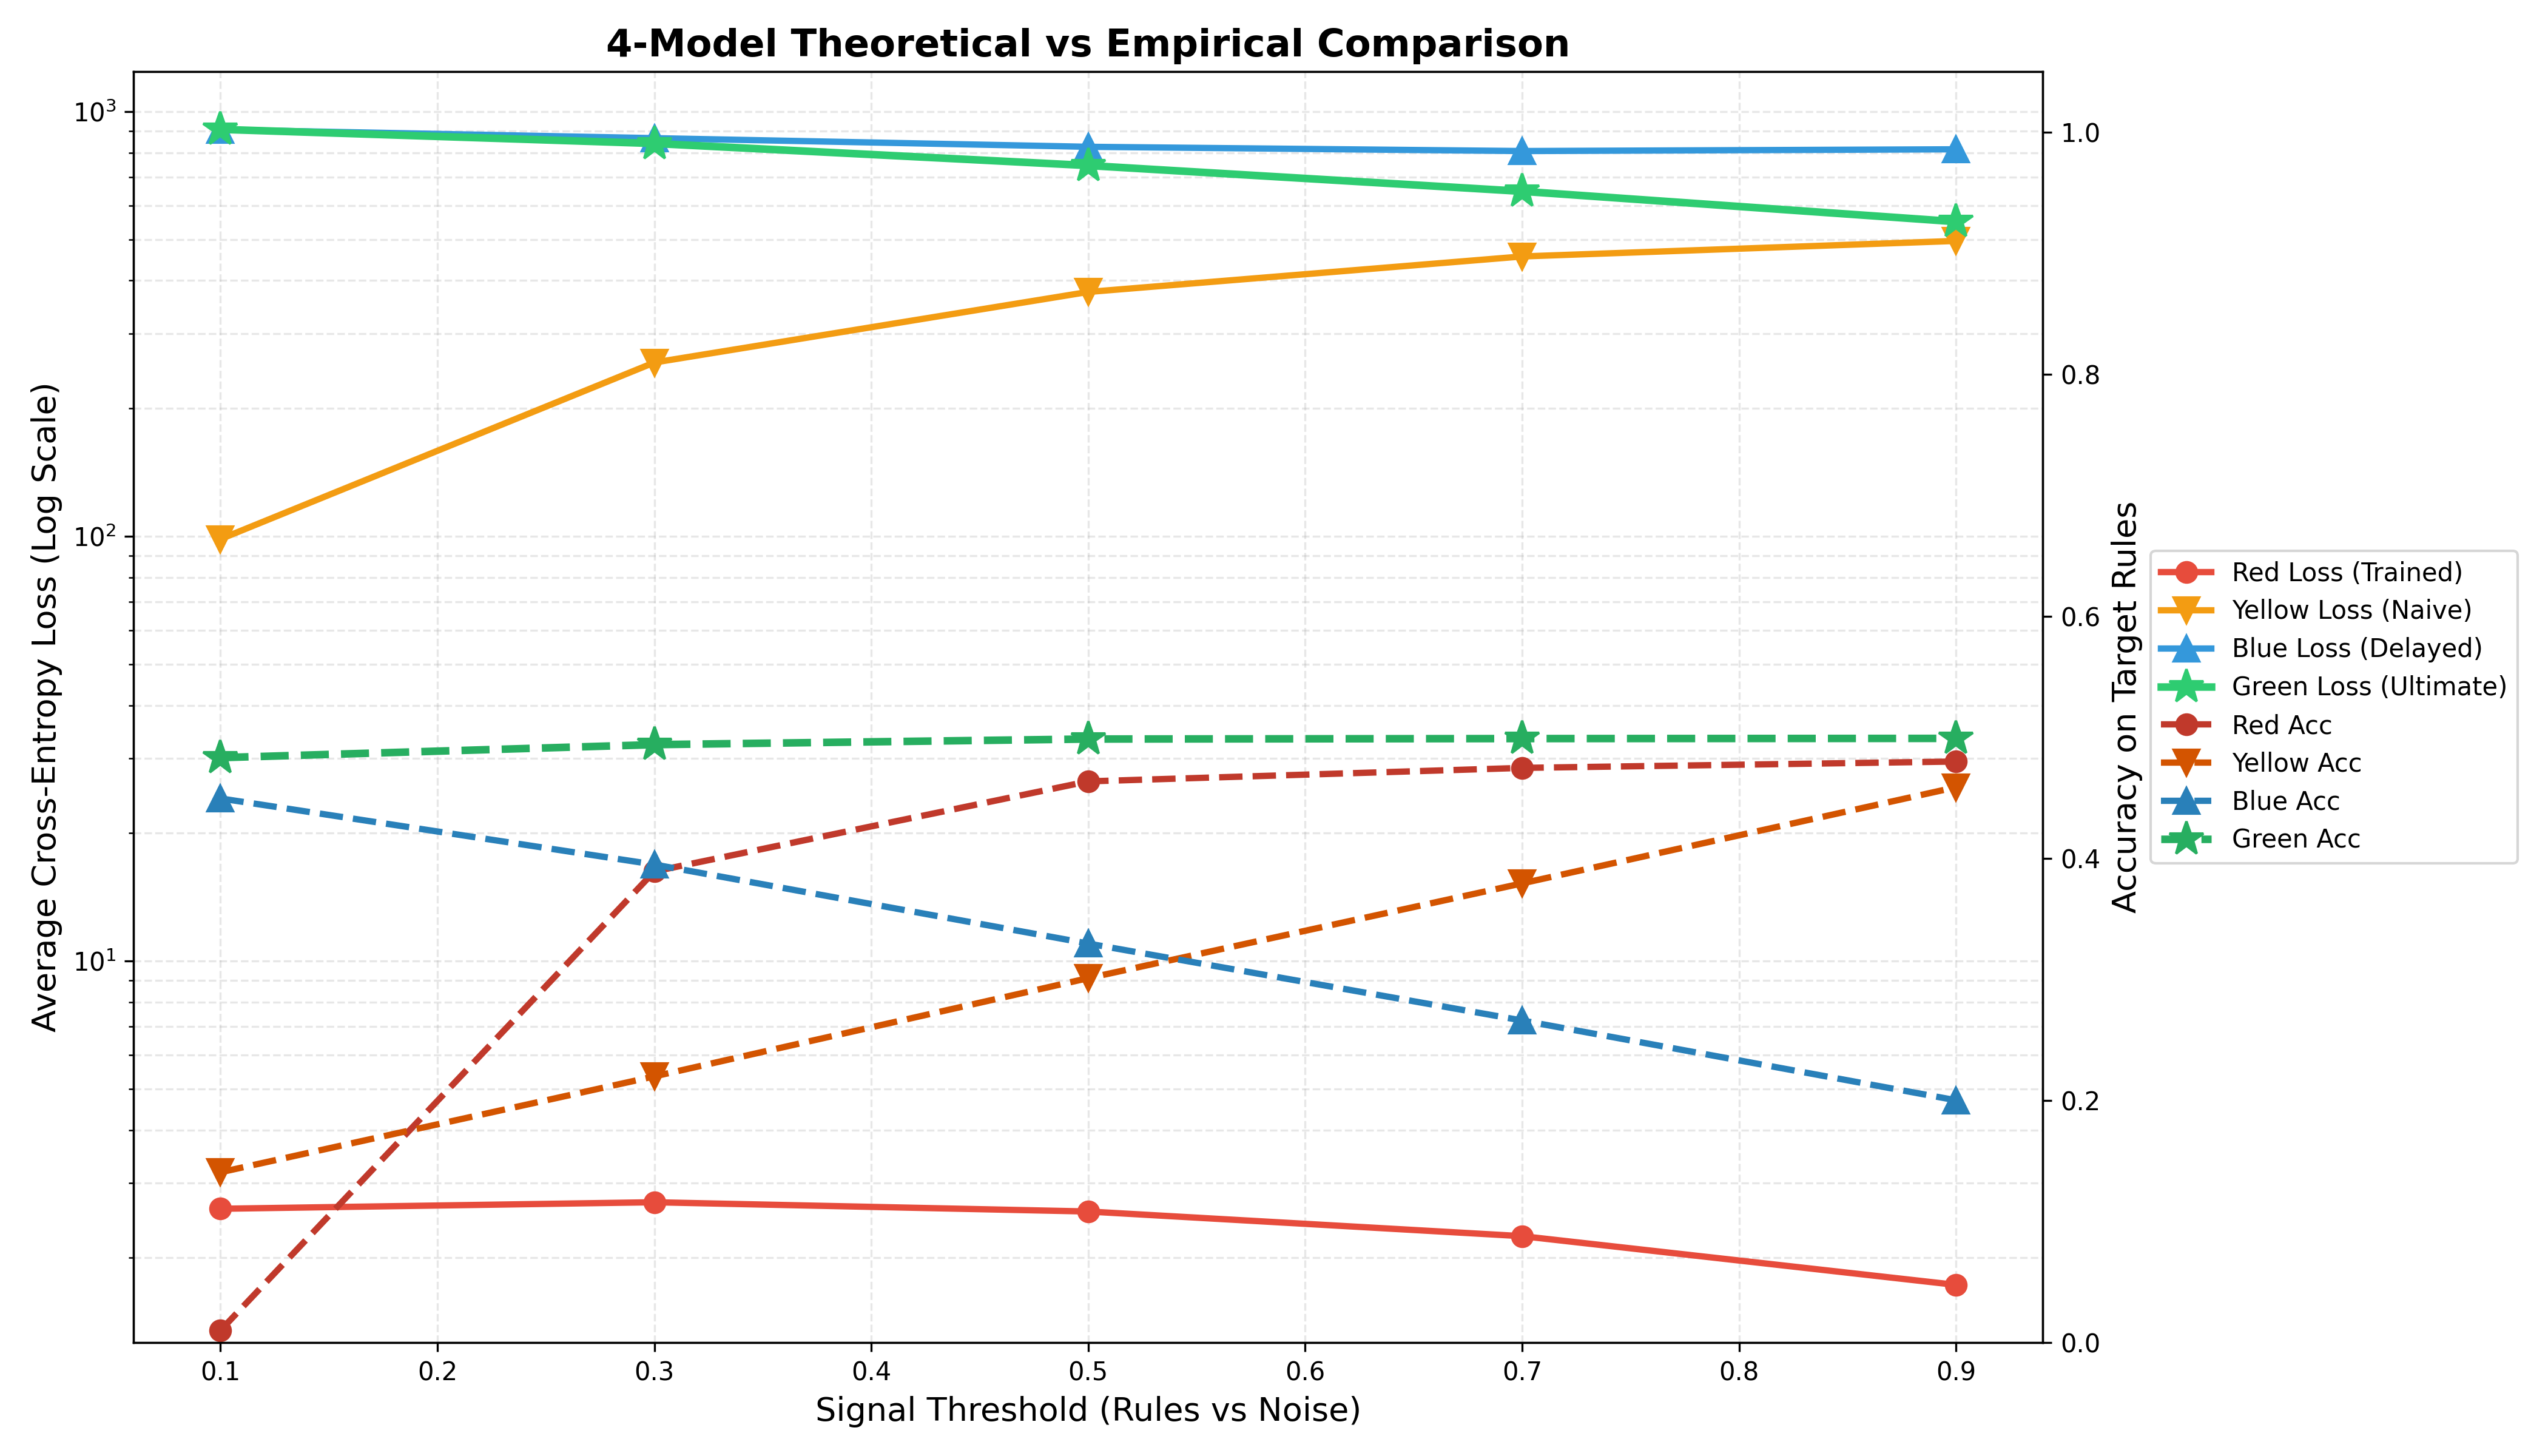 4-Model Theoretical vs Empirical Comparison
Average Cross-Entropy Loss (Log Scale)
10³
10²
10¹
1.0
0.8
0.6
0.4
0.2
0.0
Accuracy on Target Rules
Red Loss (Trained)
Yellow Loss (Naive)
Blue Loss (Delayed)
Green Loss (Ultimate)
Red Acc
Yellow Acc
Blue Acc
Green Acc
0.1 0.2 0.3 0.4 0.5 0.6 0.7 0.8 0.9
Signal Threshold (Rules vs Noise)